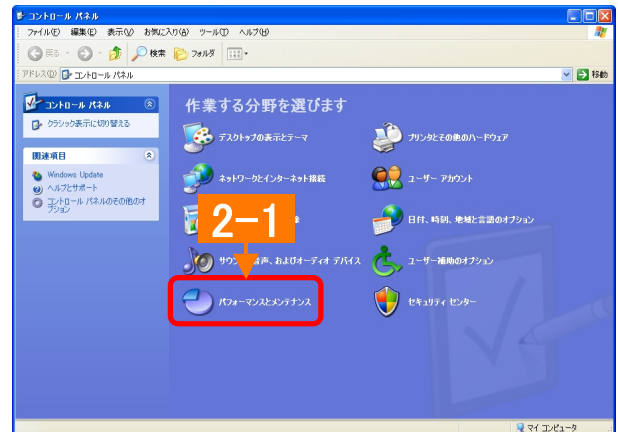 コントロール パネル
ファイル(F) 編集(E) 表示(V) お気に入り(A) ツール(T) ヘルプ(H)
戻る 検索 フォルダ
アドレス(D) コントロール パネル 移動
コントロール パネル
クラシック表示に切り替える
関連項目
Windows Update
ヘルプとサポート
コントロール パネルのその他のオプション
作業する分野を選びます
デスクトップの表示とテーマ
プリンタとその他のハードウェア
ネットワークとインターネット接続
ユーザー アカウント
2-1
日付、時刻、地域と言語のオプション
音声、およびオーディオ デバイス
ユーザー補助のオプション
パフォーマンスとメンテナンス
セキュリティ センター
マイ コンピュータ